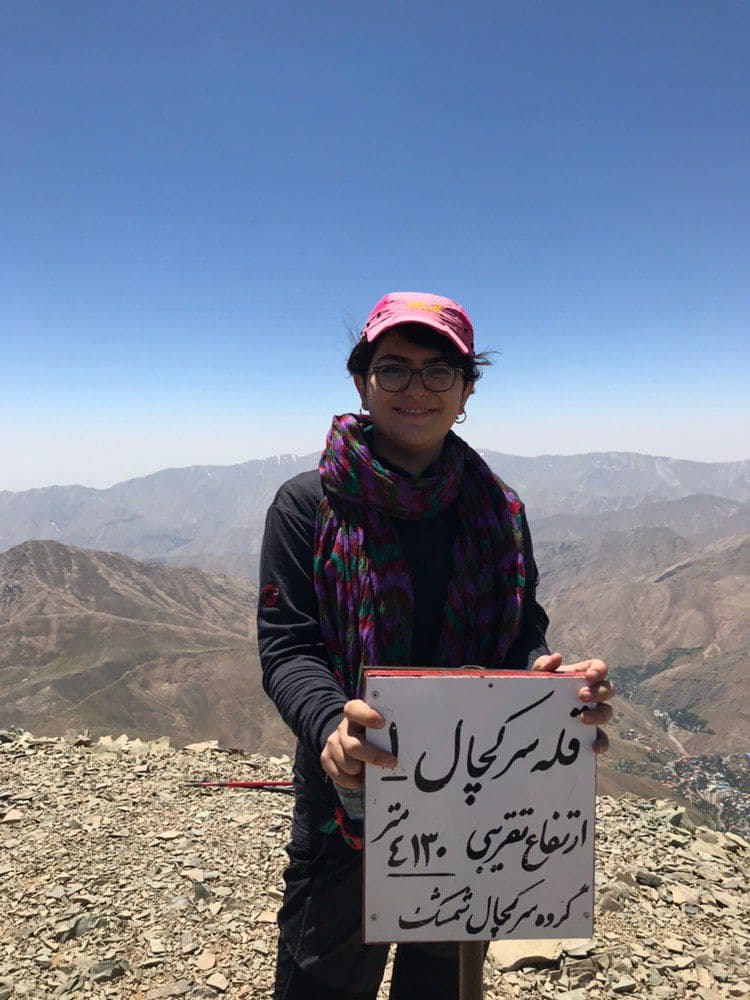 قله سرکچال ۱
ارتفاع تقریبی ۴۱۳۰ متر
گروه سرکچال شمشک